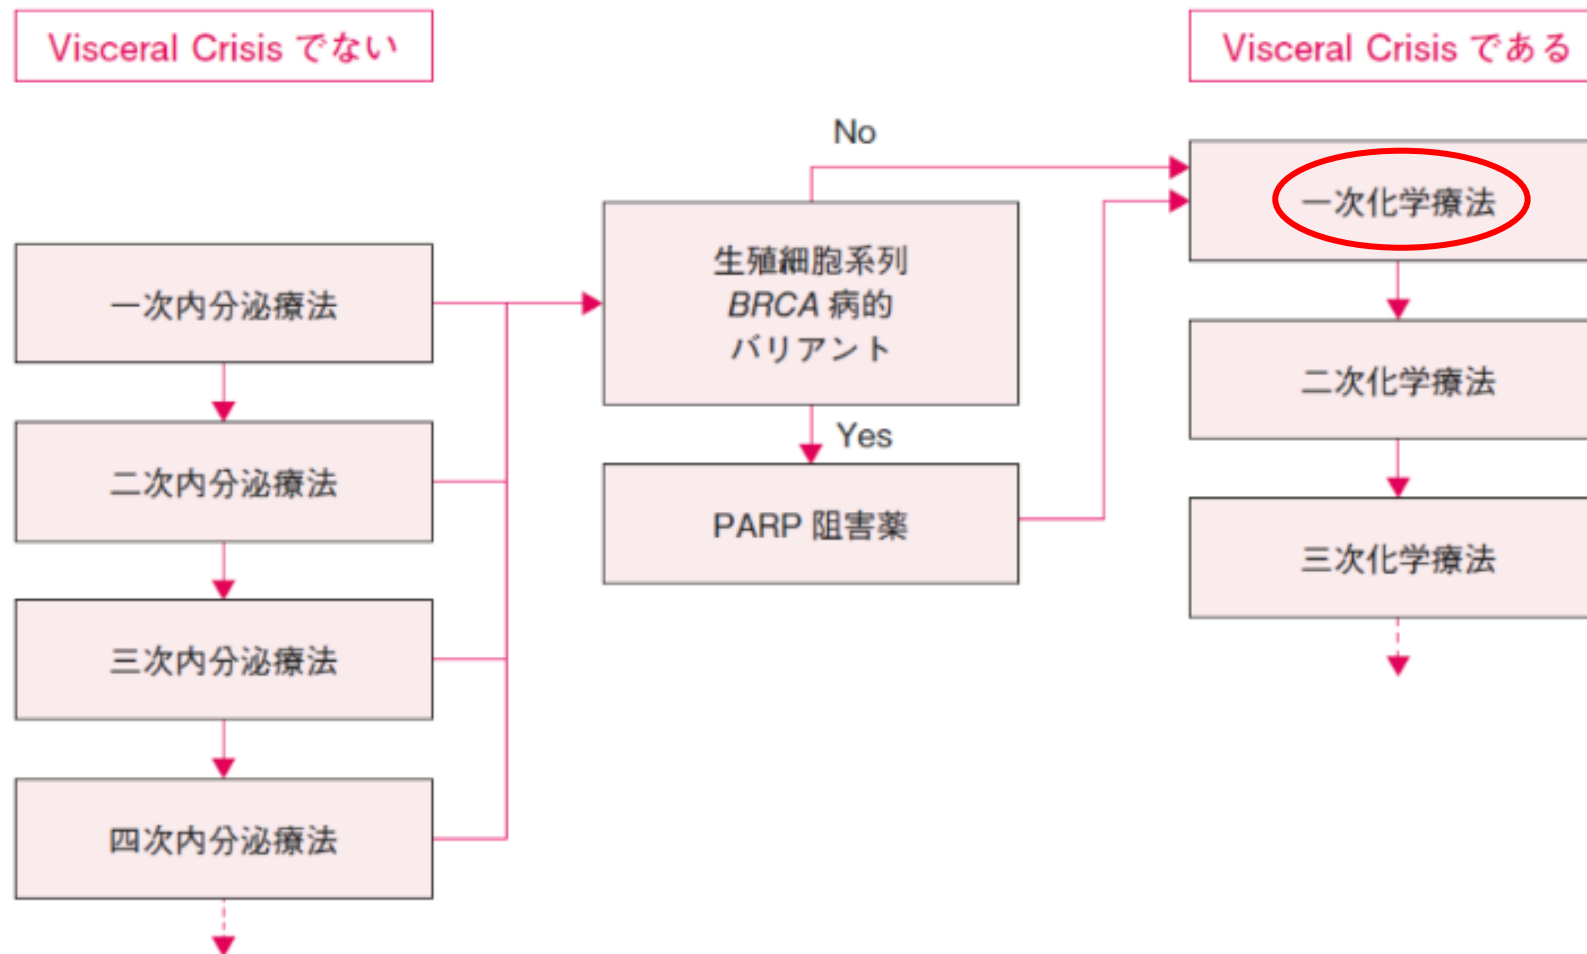 Visceral Crisis でない
Visceral Crisis である
No
一次化学療法
生殖細胞系列
BRCA 病的
バリアント
一次内分泌療法
二次化学療法
Yes
二次内分泌療法
PARP 阻害薬
三次化学療法
三次内分泌療法
四次内分泌療法